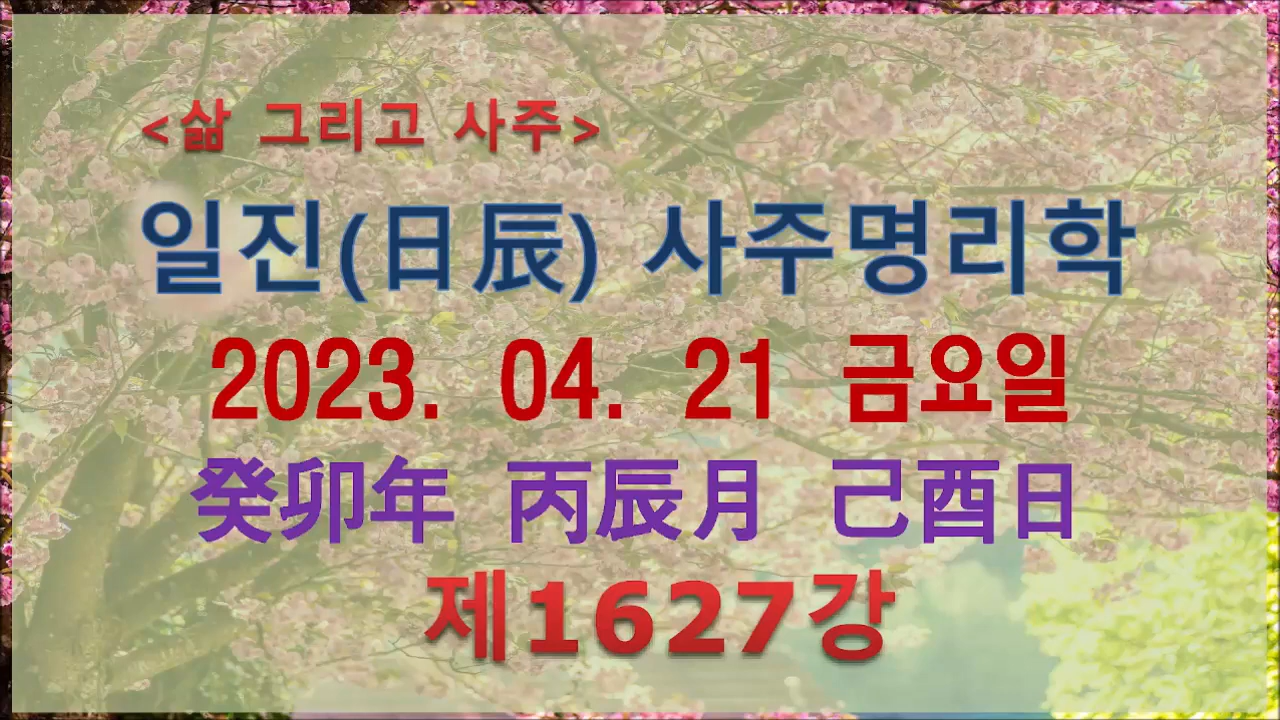 <삶 그리고 사주>
일진(日辰) 사주명리학
2023. 04. 21 금요일
癸卯年 丙辰月 己酉日
제1627강